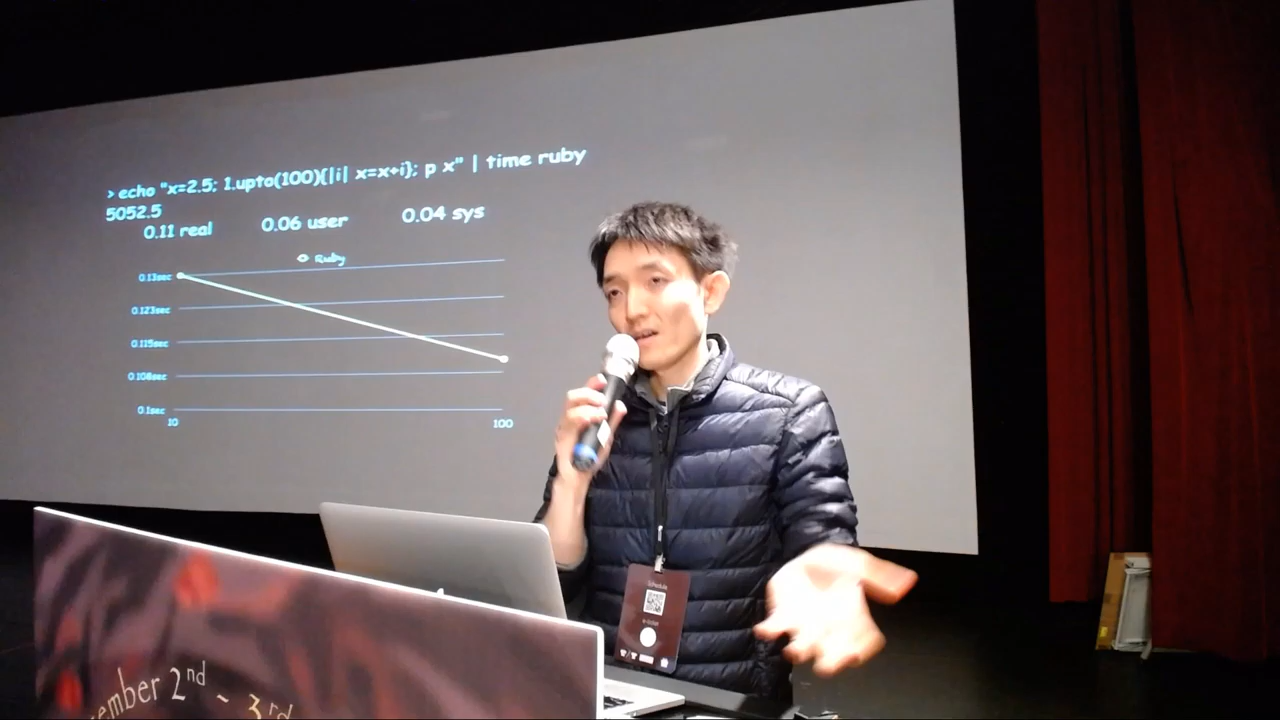 > echo "x=2.5; 1.upto(100){|i| x=x+i}; p x" | time ruby
5052.5
0.11 real 0.06 user 0.04 sys
Ruby
0.13sec
0.123sec
0.115sec
0.108sec
0.1sec
10 100
Schedule
ember 2nd ~ 3rd